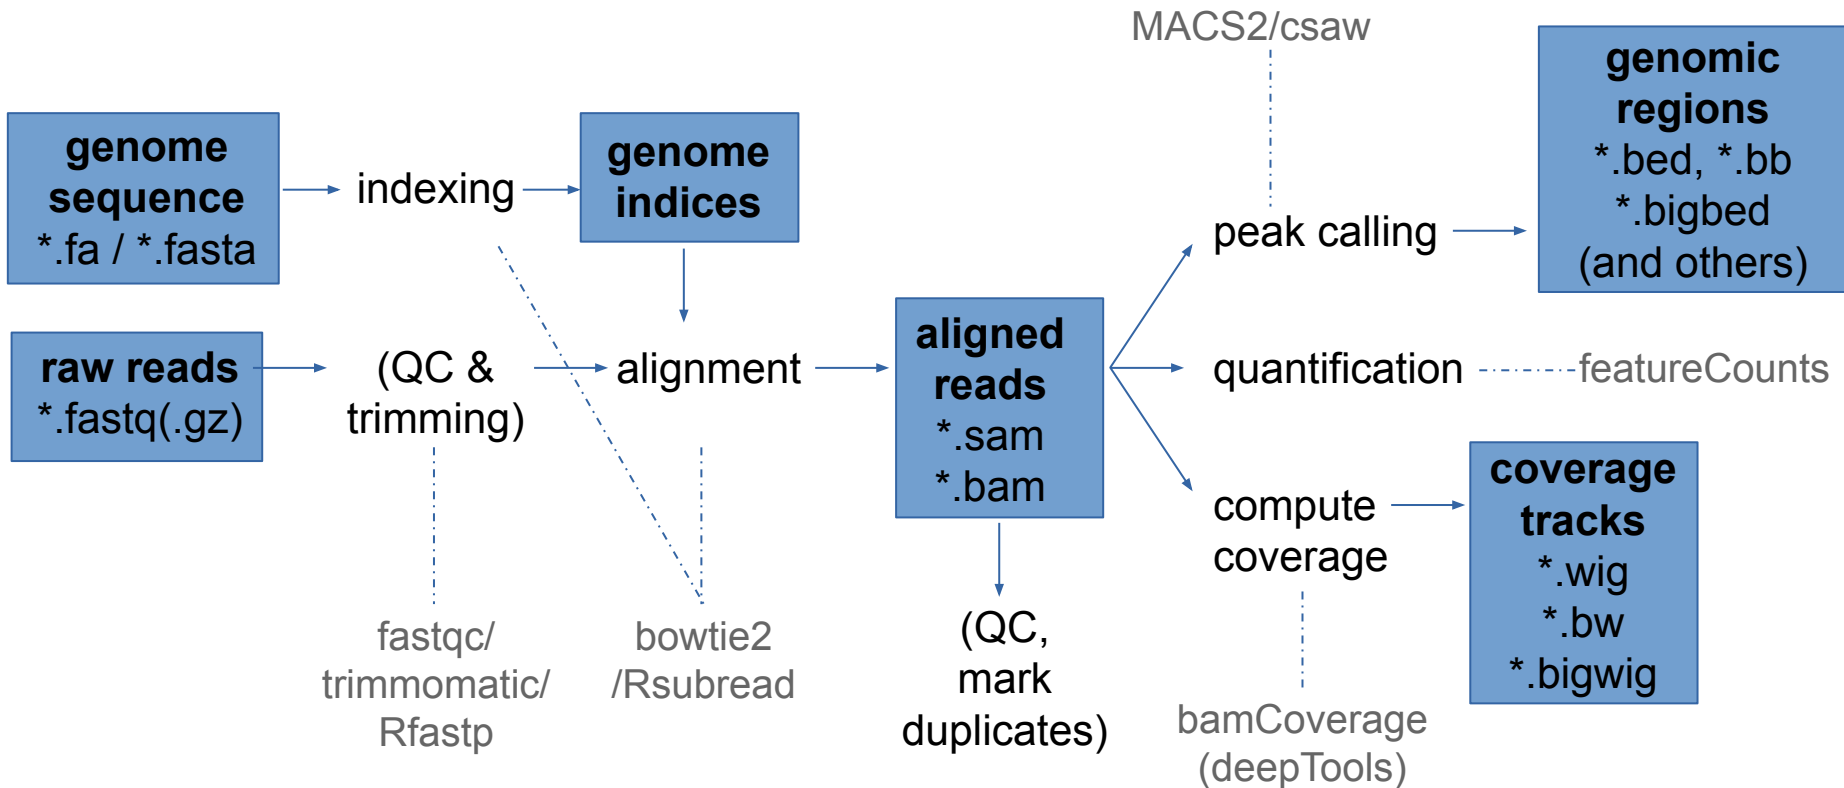 MACS2/csaw
genome
sequence
*.fa / *.fasta
indexing
genome
indices
peak calling
genomic
regions
*.bed, *.bb
*.bigbed
(and others)
raw reads
*.fastq(.gz)
(QC &
trimming)
alignment
aligned
reads
*.sam
*.bam
quantification
featureCounts
compute
coverage
coverage
tracks
*.wig
*.bw
*.bigwig
fastqc/
trimmomatic/
Rfastp
bowtie2
/Rsubread
(QC,
mark
duplicates)
bamCoverage
(deepTools)